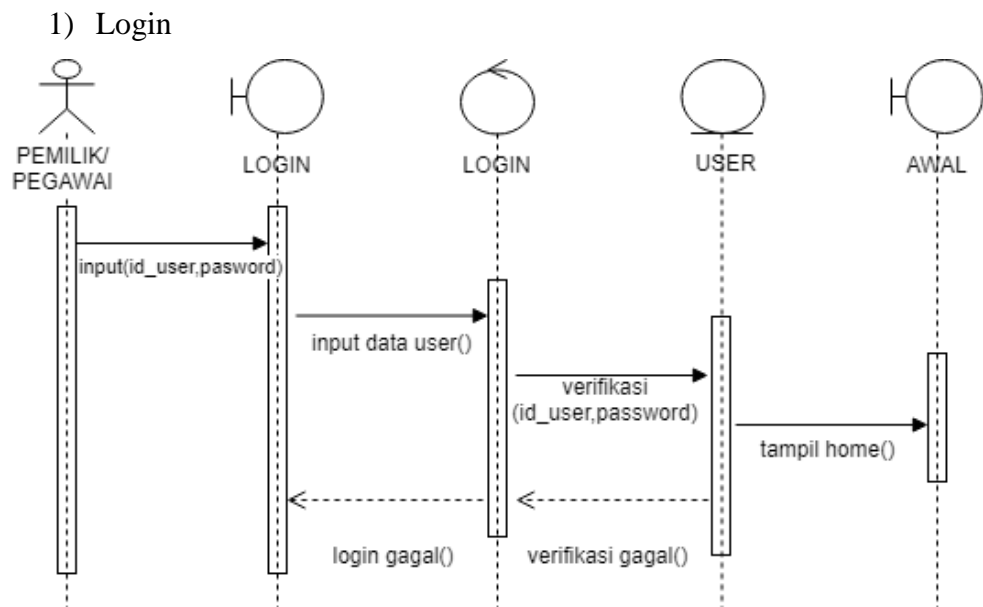 1) Login
PEMILIK/
PEGAWAI
LOGIN
LOGIN
USER
AWAL
input(id_user,pasword)
input data user()
verifikasi
(id_user,password)
tampil home()
login gagal()
verifikasi gagal()